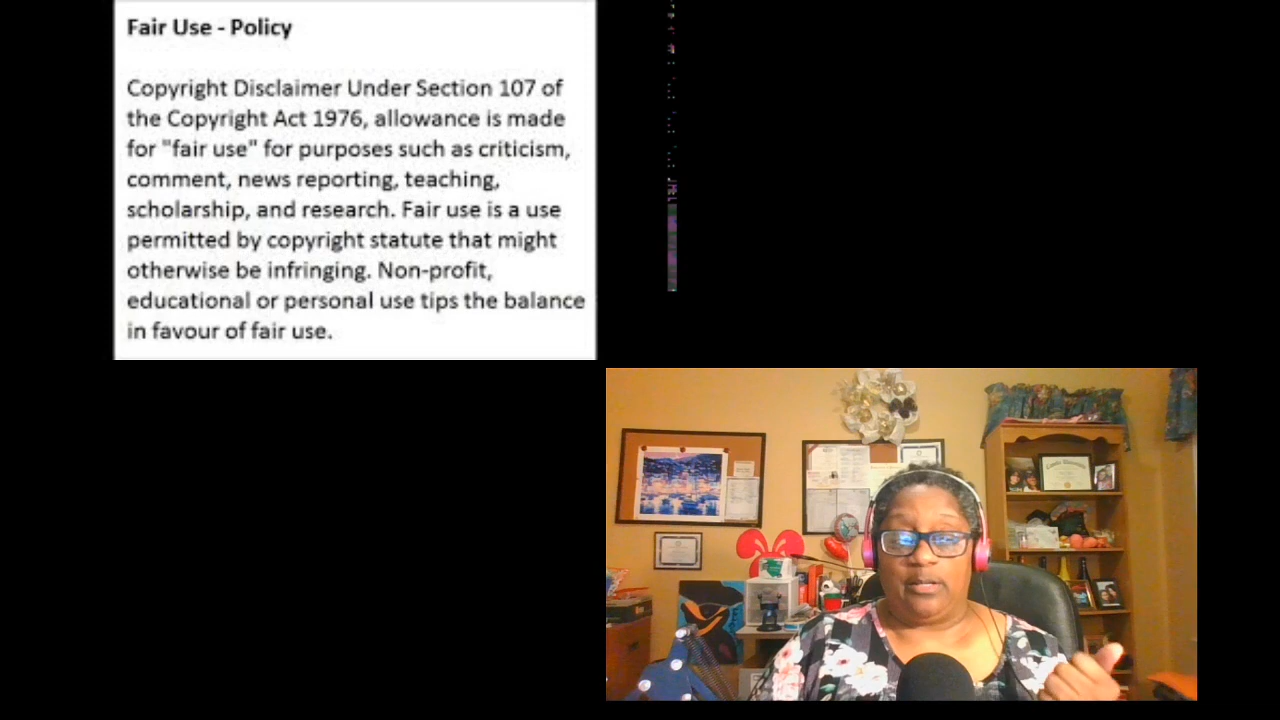 Fair Use - Policy
Copyright Disclaimer Under Section 107 of
the Copyright Act 1976, allowance is made
for "fair use" for purposes such as criticism,
comment, news reporting, teaching,
scholarship, and research. Fair use is a use
permitted by copyright statute that might
otherwise be infringing. Non-profit,
educational or personal use tips the balance
in favour of fair use.